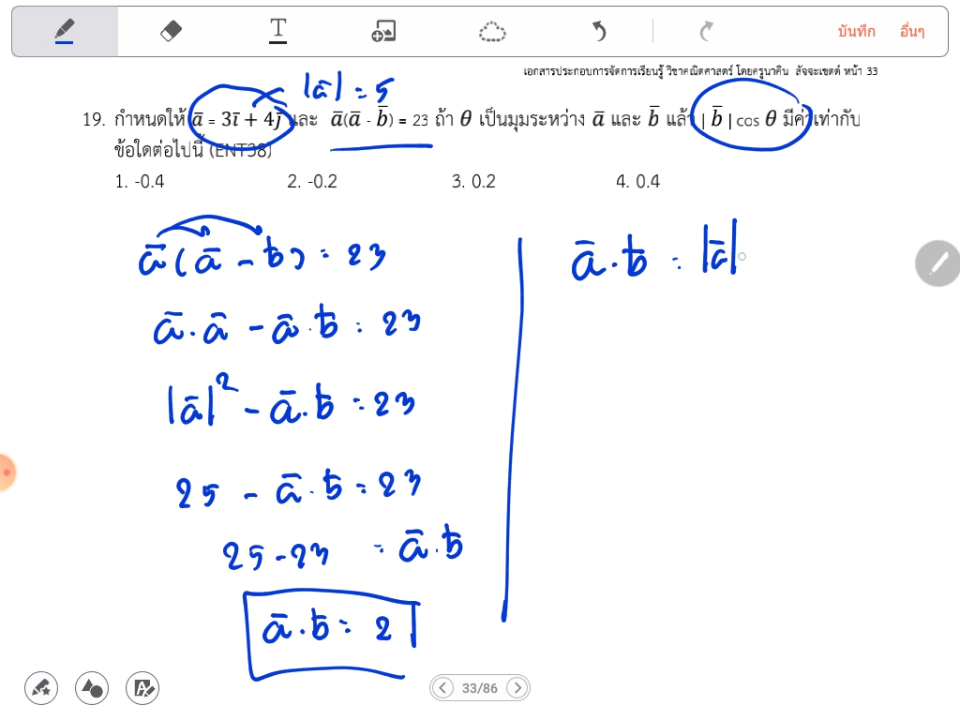 T
บันทึก อื่นๆ
เอกสารประกอบการจัดการเรียนรู้ วิชาคณิตศาสตร์ โดยครูนาคิน สัจจะเขตต์ หน้า 33
|ā| = 5
19. กำหนดให้ ā = 3ī + 4j̄ และ ā(ā - b̄) = 23 ถ้า θ เป็นมุมระหว่าง ā และ b̄ แล้ว | b̄ | cos θ มีค่าเท่ากับ
ข้อใดต่อไปนี้ (ENT38)
1. -0.4 2. -0.2 3. 0.2 4. 0.4
ā(ā - b̄) = 23
ā·ā - ā·b̄ = 23
|ā|² - ā·b̄ = 23
25 - ā·b̄ = 23
25 - 23 = ā·b̄
ā·b̄ = 2
ā·b̄ = |ā|
33/86